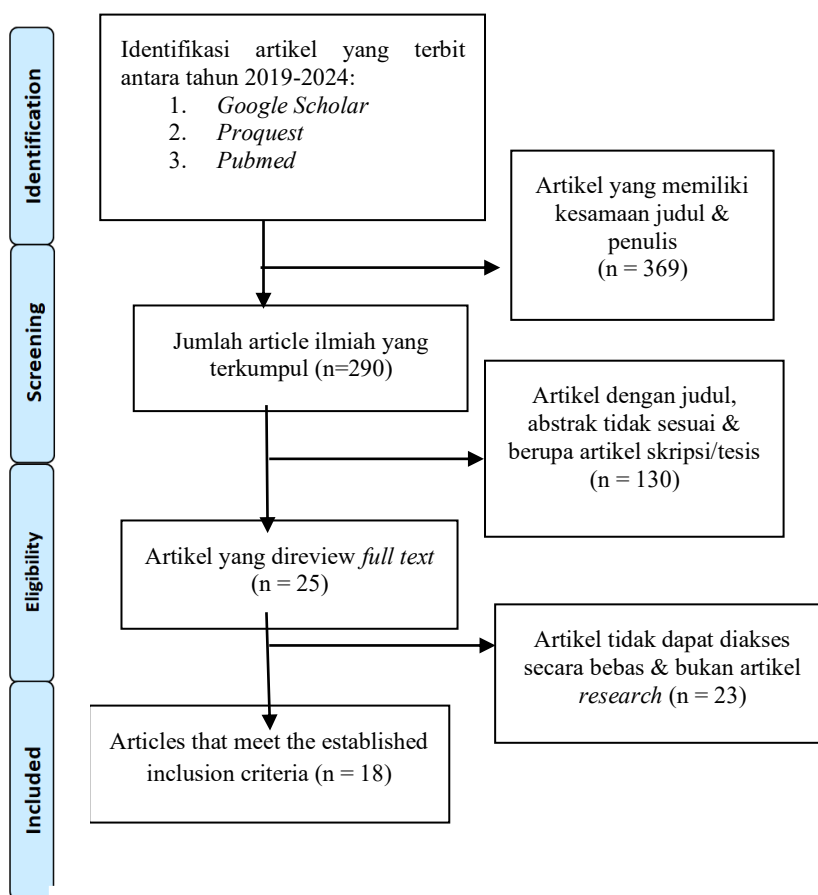 Identification
Identifikasi artikel yang terbit
antara tahun 2019-2024:
1. Google Scholar
2. Proquest
3. Pubmed
Artikel yang memiliki
kesamaan judul &
penulis
(n = 369)
Screening
Jumlah article ilmiah yang
terkumpul (n=290)
Artikel dengan judul,
abstrak tidak sesuai &
berupa artikel skripsi/tesis
(n = 130)
Eligibility
Artikel yang direview full text
(n = 25)
Artikel tidak dapat diakses
secara bebas & bukan artikel
research (n = 23)
Included
Articles that meet the established
inclusion criteria (n = 18)